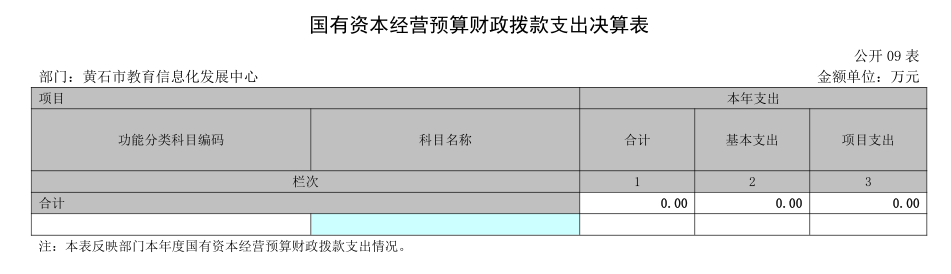 国有资本经营预算财政拨款支出决算表
公开 09 表
部门：黄石市教育信息化发展中心 金额单位：万元
项目 本年支出
功能分类科目编码 科目名称 合计 基本支出 项目支出
栏次 1 2 3
合计 0.00 0.00 0.00
注：本表反映部门本年度国有资本经营预算财政拨款支出情况。